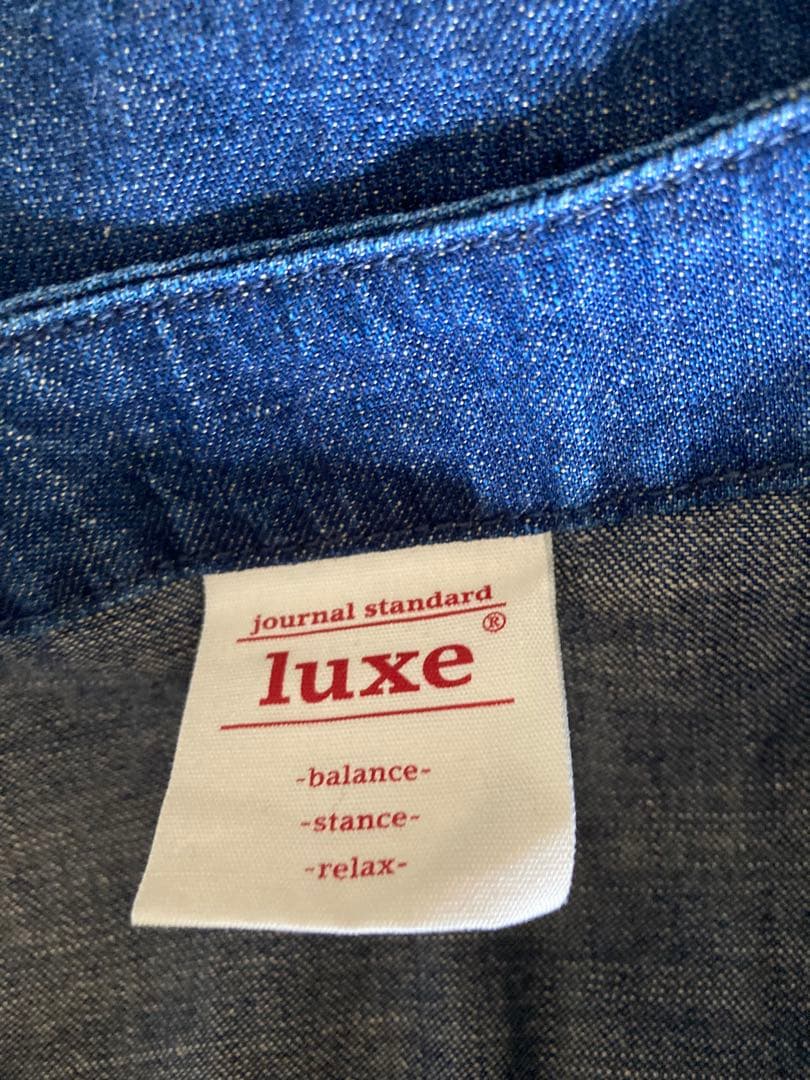 journal standard
luxe ®
-balance-
-stance-
-relax-